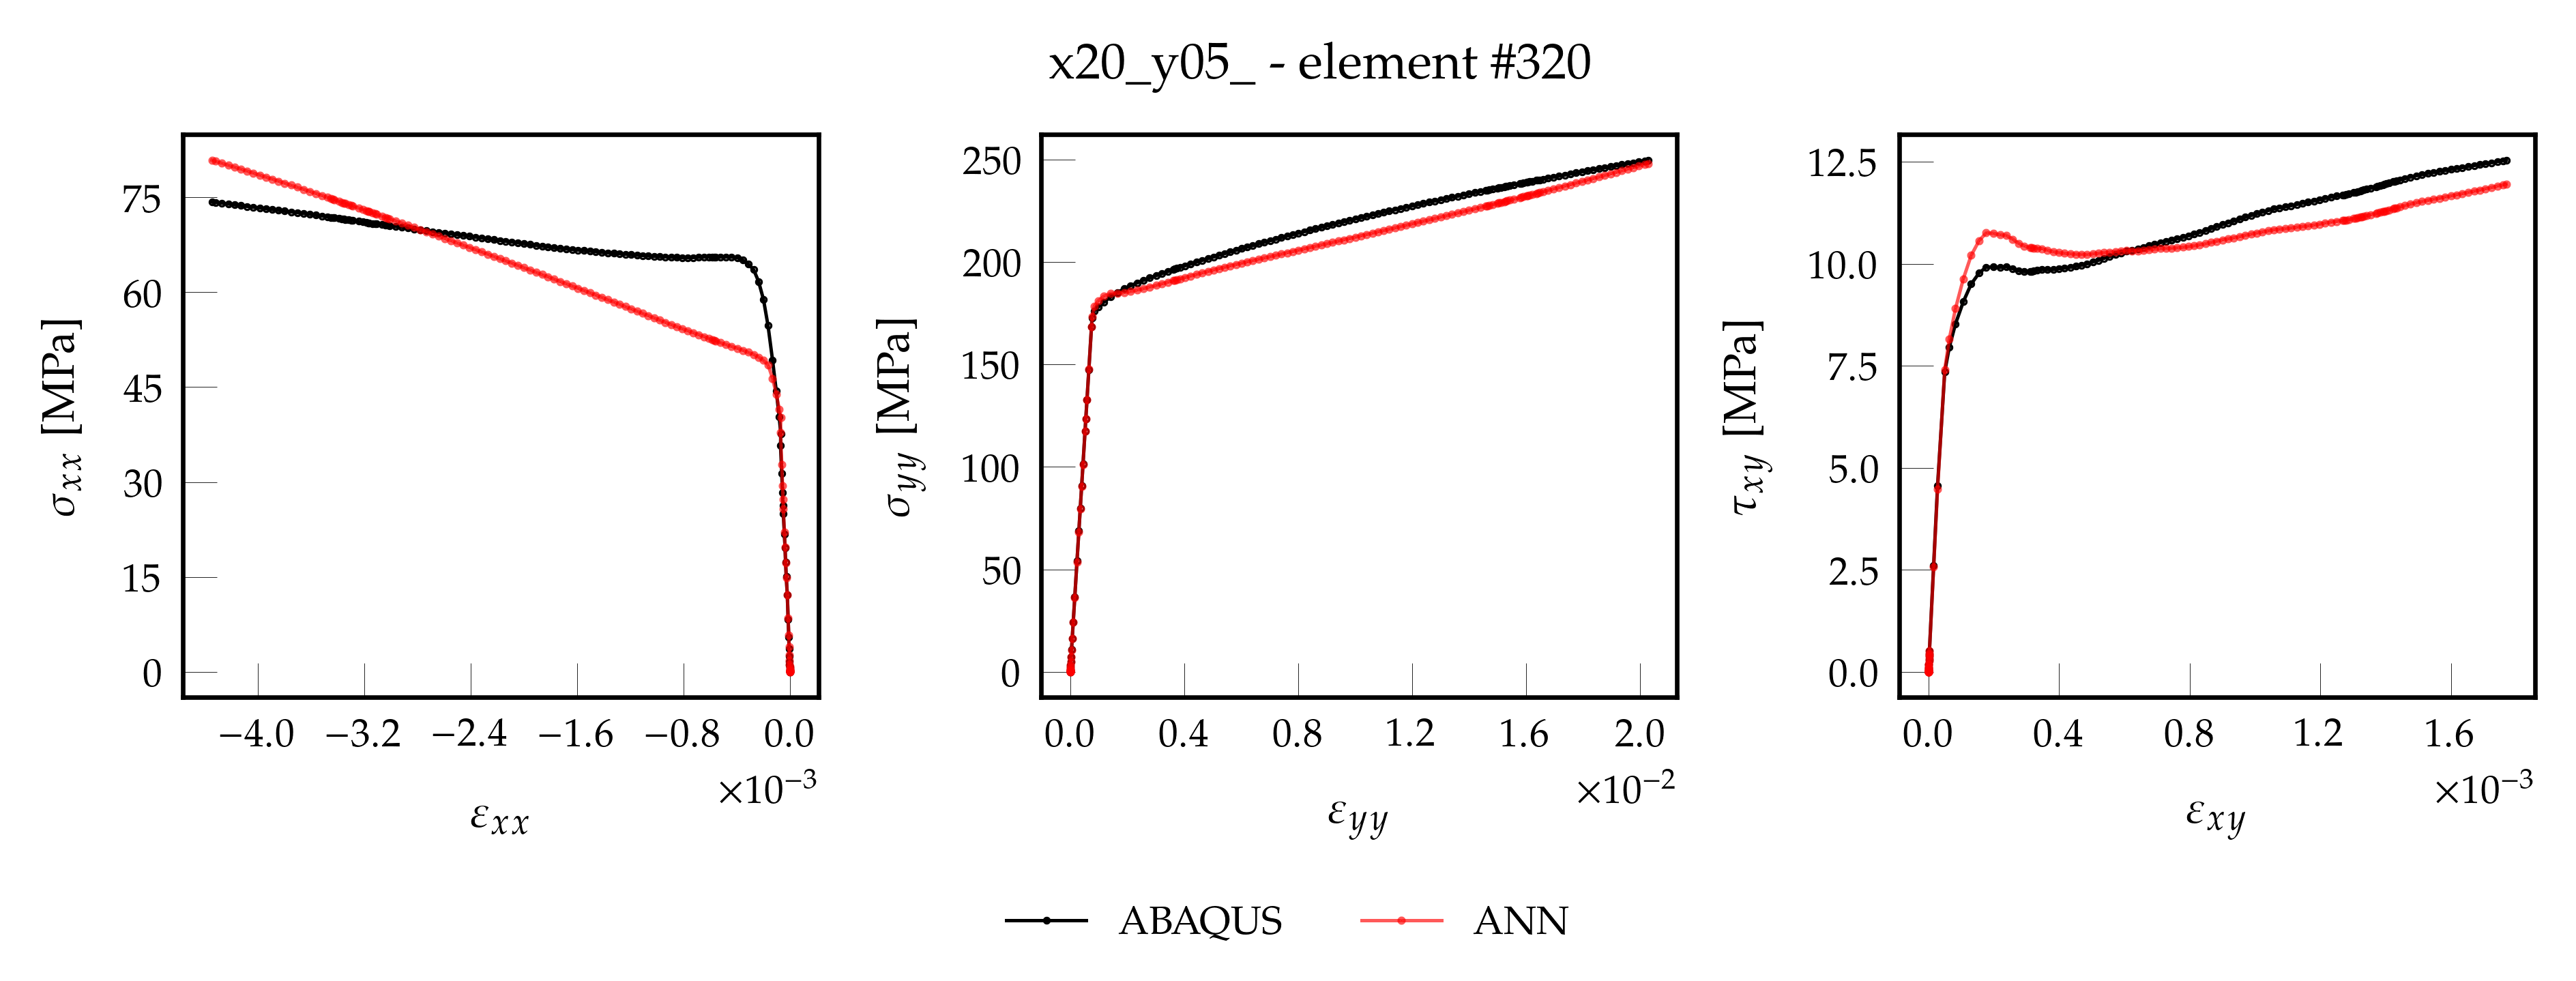 x20_y05_ - element #320
σxx [MPa]
75
60
45
30
15
0
−4.0 −3.2 −2.4 −1.6 −0.8 0.0
×10−3
εxx
σyy [MPa]
250
200
150
100
50
0
0.0 0.4 0.8 1.2 1.6 2.0
×10−2
εyy
τxy [MPa]
12.5
10.0
7.5
5.0
2.5
0.0
0.0 0.4 0.8 1.2 1.6
×10−3
εxy
ABAQUS ANN